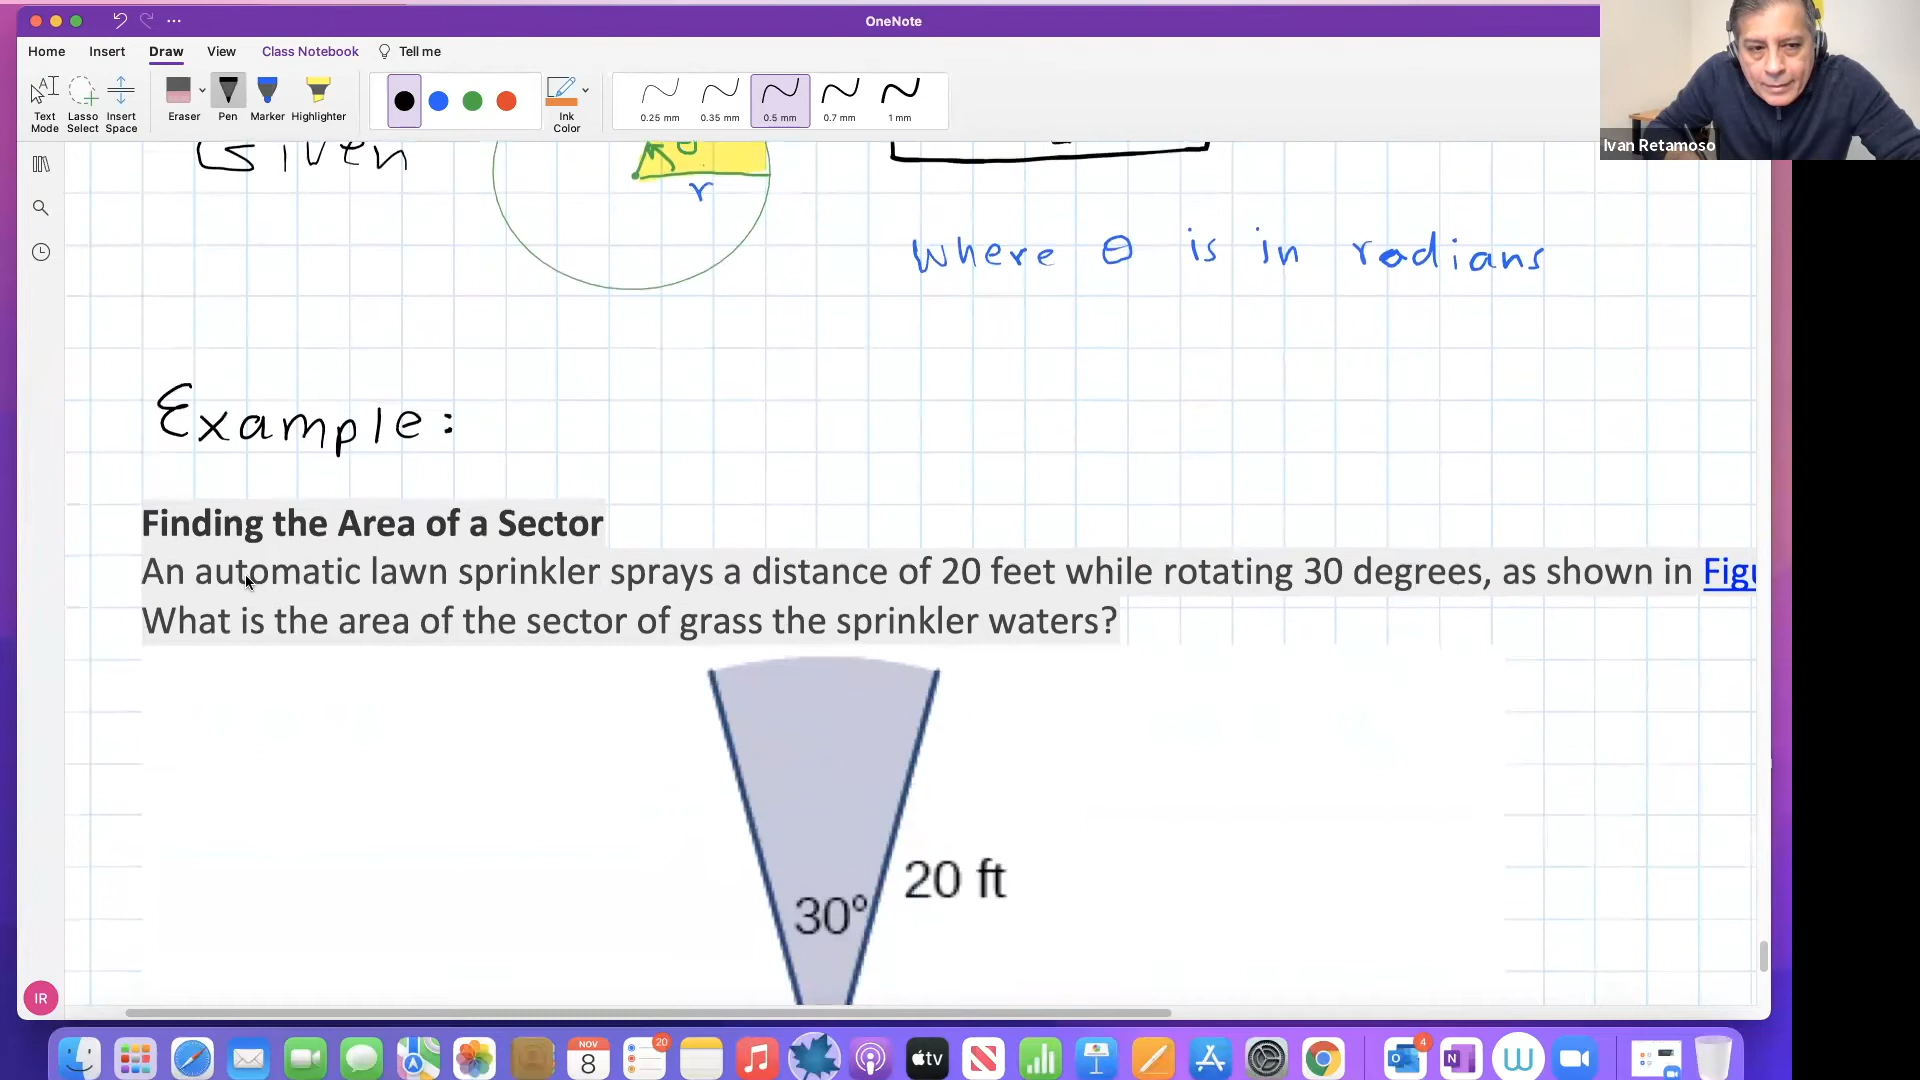 OneNote
Home Insert Draw View Class Notebook Tell me
Text Mode
Lasso Select
Insert Space
Eraser
Pen
Marker
Highlighter
Ink Color
0.25 mm
0.35 mm
0.5 mm
0.7 mm
1 mm
Ivan Retamoso
Given
θ
r
Where θ is in radians
Example:
Finding the Area of a Sector
An automatic lawn sprinkler sprays a distance of 20 feet while rotating 30 degrees, as shown in Figu
What is the area of the sector of grass the sprinkler waters?
20 ft
30°
IR
NOV
8
20
tv
4
N
W